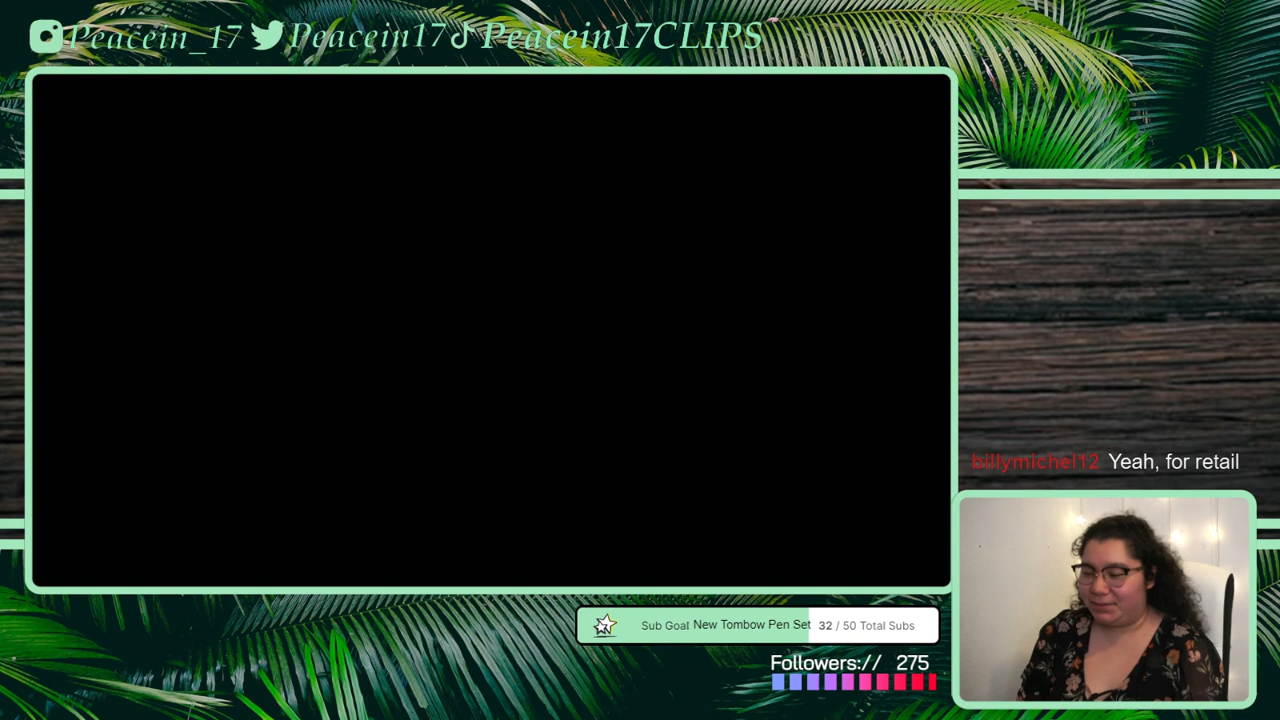 Peacein_17 Peacein17 Peacein17CLIPS
billymichel12 Yeah, for retail
Sub Goal New Tombow Pen Set 32 / 50 Total Subs
Followers:// 275